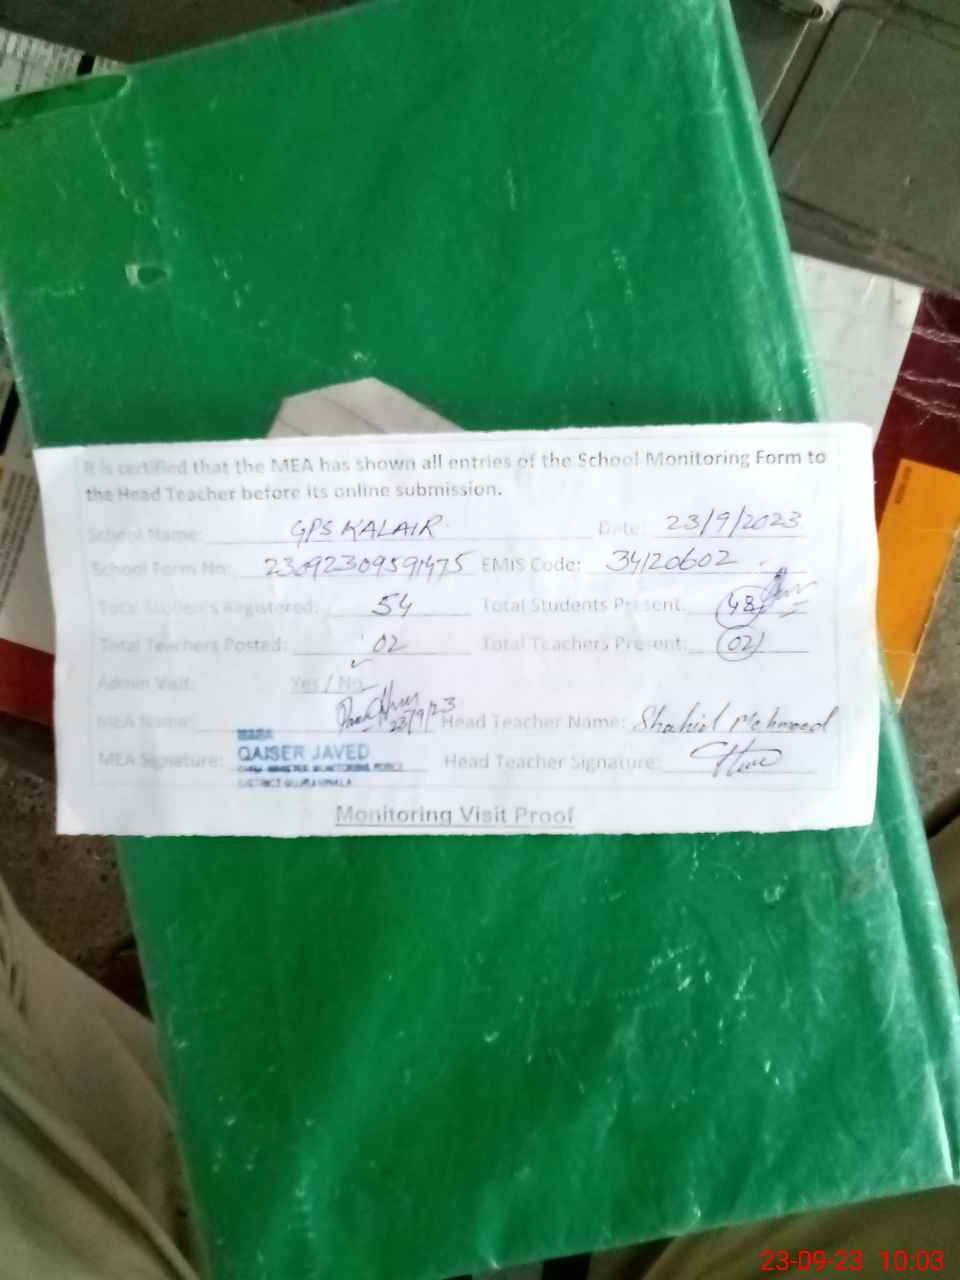 It is certified that the MEA has shown all entries of the School Monitoring Form to
the Head Teacher before its online submission.
School Name: GPS KALAIR Date: 23/9/2023
School Form No: EMIS Code: 34120602
Total Students Registered: 54 Total Students Present: 48
Total Teachers Posted: 02 Total Teachers Present: 02
Admin Visit: Yes / No
MEA Name: 23/9/23 Head Teacher Name: Shahid Mahmood
MEA Signature: QAISER JAVED Head Teacher Signature:
Monitoring Visit Proof
23-09-23 10:03